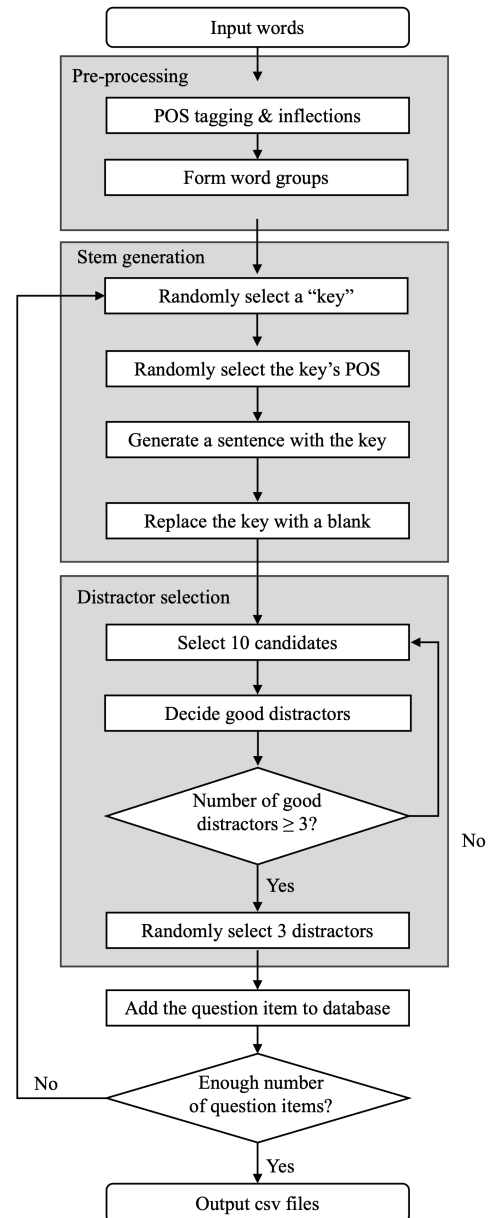 Input words
Pre-processing
POS tagging & inflections
Form word groups
Stem generation
Randomly select a “key”
Randomly select the key’s POS
Generate a sentence with the key
Replace the key with a blank
Distractor selection
Select 10 candidates
Decide good distractors
Number of good
distractors ≥ 3?
No
Yes
Randomly select 3 distractors
Add the question item to database
No
Enough number
of question items?
Yes
Output csv files